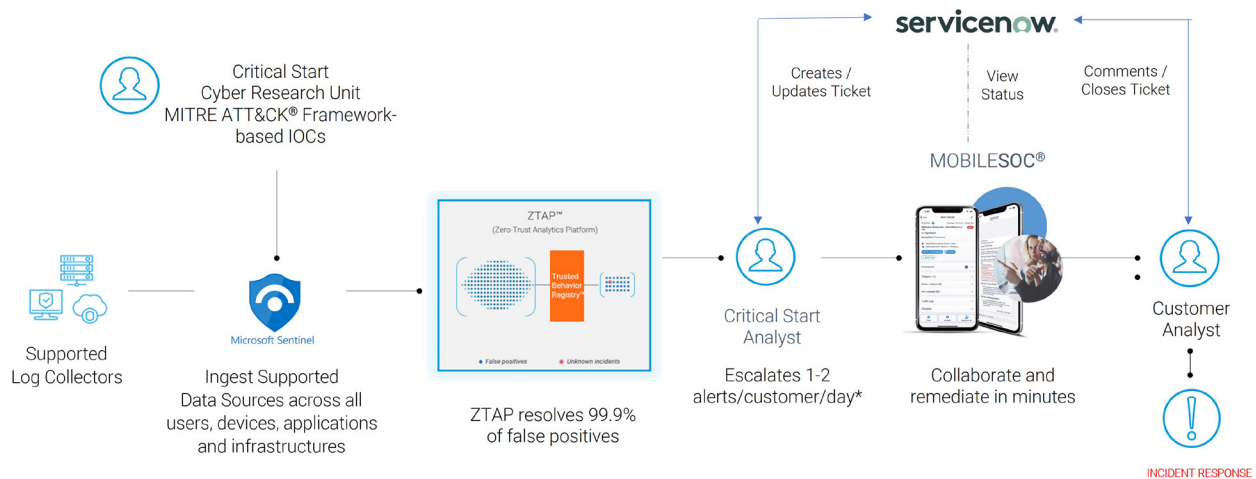 servicenow®
Creates /
Updates Ticket
View
Status
Comments /
Closes Ticket
Critical Start
Cyber Research Unit
MITRE ATT&CK® Framework-
based IOCs
MOBILESOC®
ZTAP™
(Zero-Trust Analytics Platform)
Trusted
Behavior
Registry™
False positives
Unknown incidents
Microsoft Sentinel
Supported
Log Collectors
Ingest Supported
Data Sources across all
users, devices, applications
and infrastructures
ZTAP resolves 99.9%
of false positives
Critical Start
Analyst
Escalates 1-2
alerts/customer/day*
Collaborate and
remediate in minutes
Customer
Analyst
INCIDENT RESPONSE